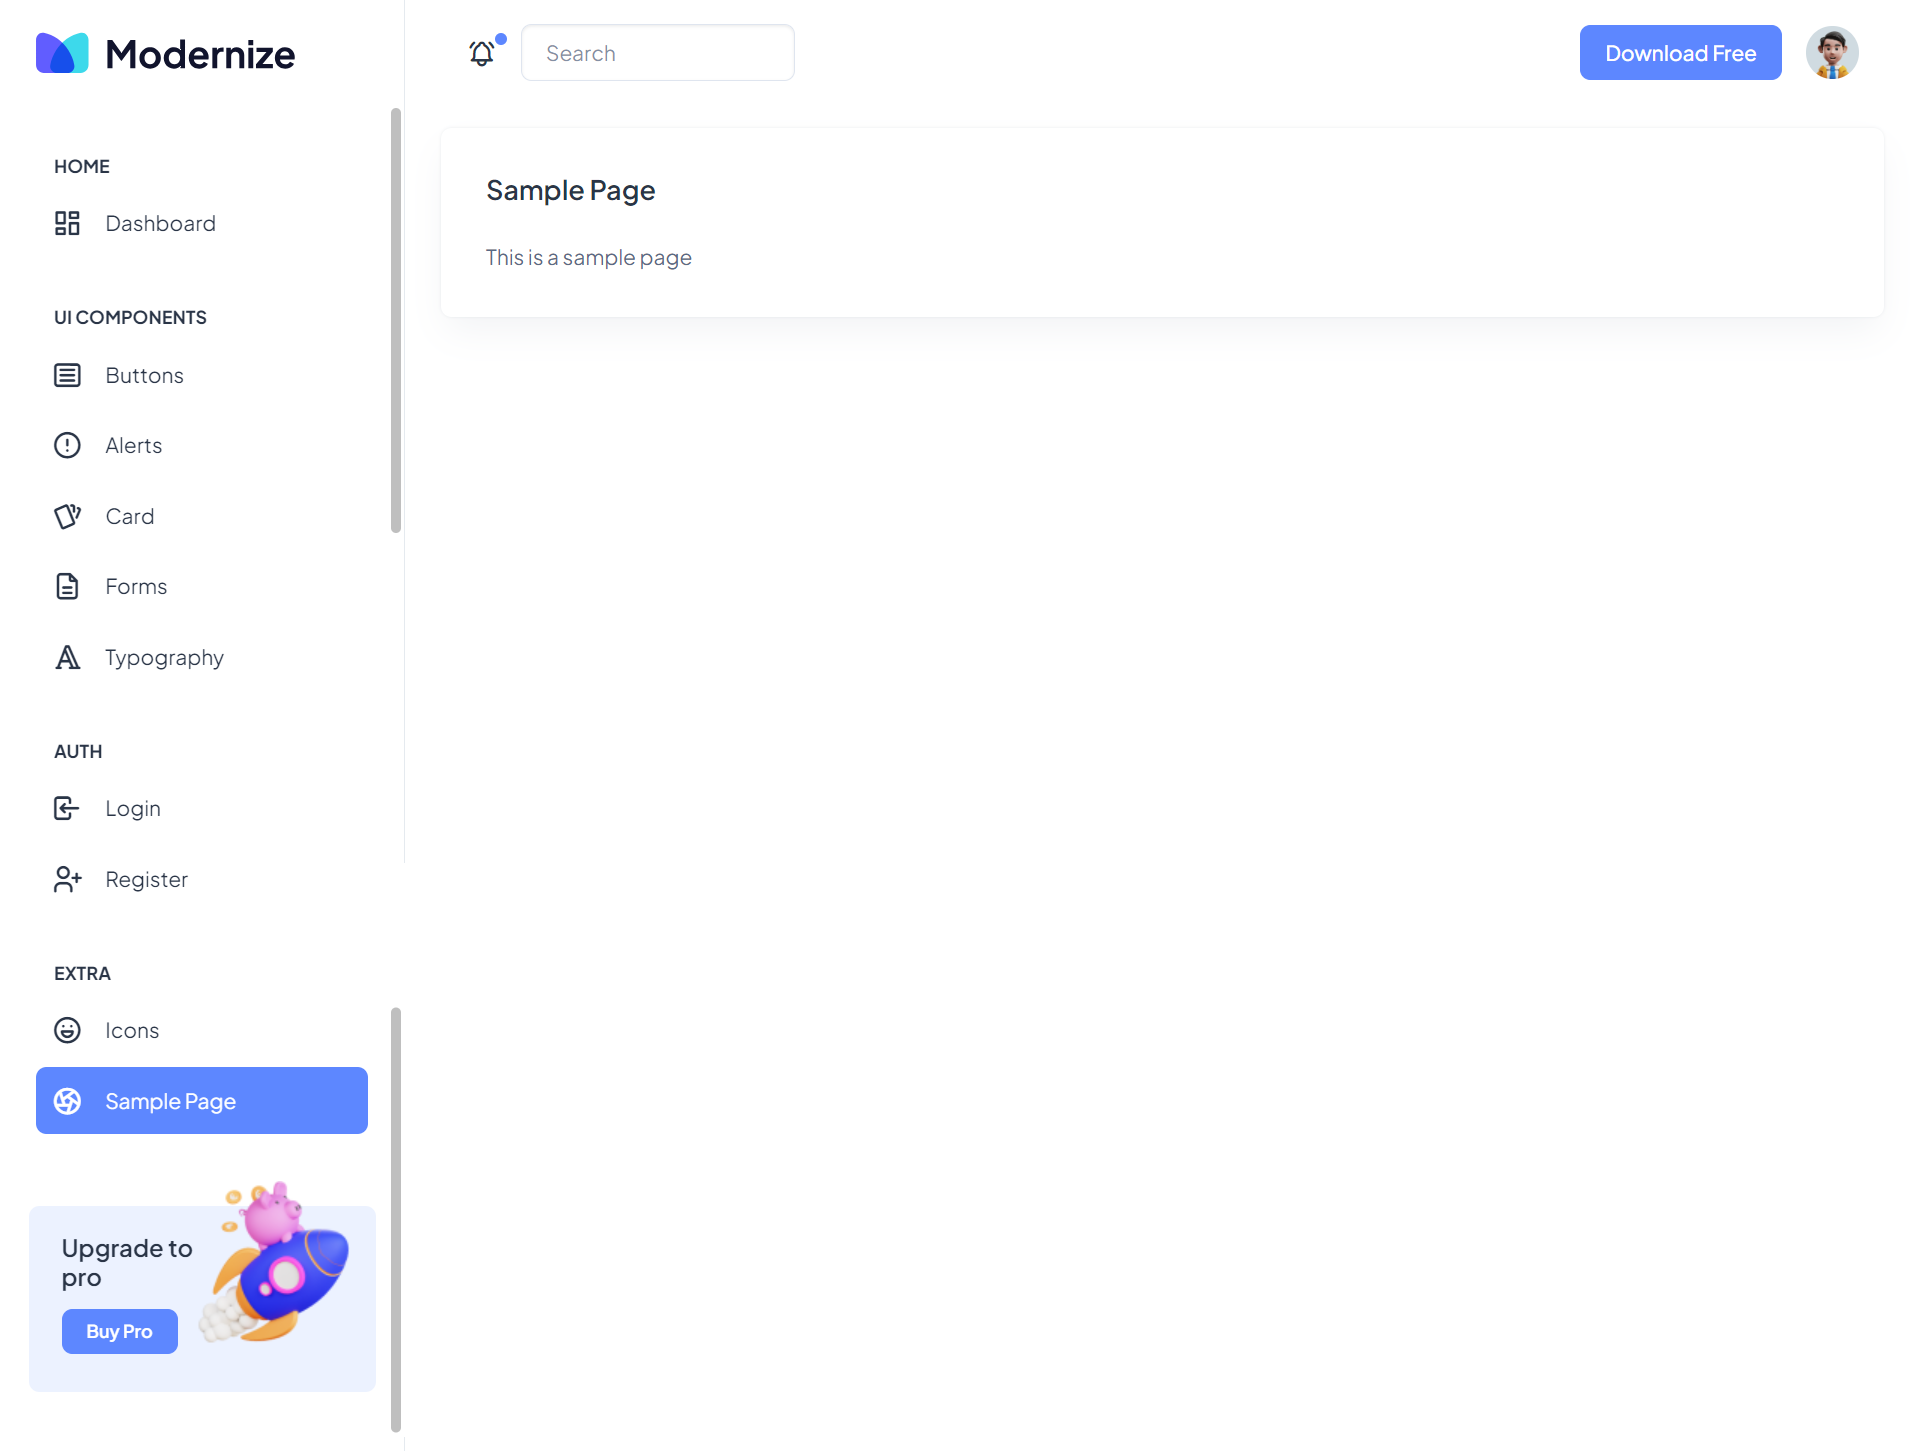 Modernize
Search
Download Free
HOME
Dashboard
UI COMPONENTS
Buttons
Alerts
Card
Forms
Typography
AUTH
Login
Register
EXTRA
Icons
Sample Page
Upgrade to
pro
Buy Pro
Sample Page
This is a sample page